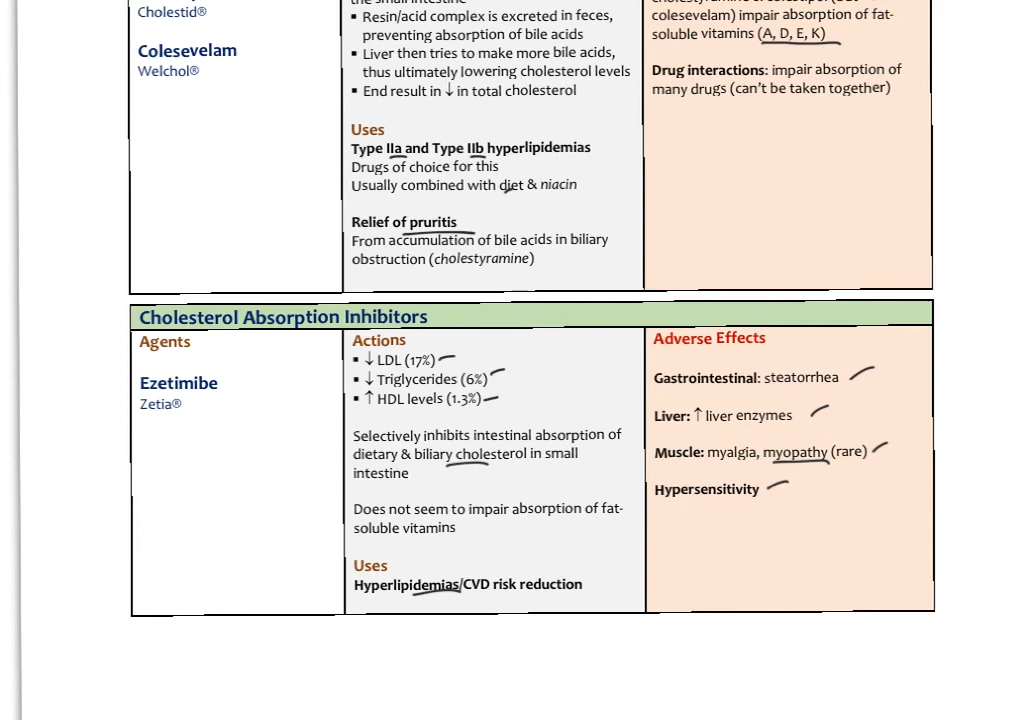 Cholestid®
Colesevelam
Welchol®
the small intestine
▪ Resin/acid complex is excreted in feces,
preventing absorption of bile acids
▪ Liver then tries to make more bile acids,
thus ultimately lowering cholesterol levels
▪ End result in ↓ in total cholesterol
Uses
Type IIa and Type IIb hyperlipidemias
Drugs of choice for this
Usually combined with diet & niacin
Relief of pruritis
From accumulation of bile acids in biliary
obstruction (cholestyramine)
colesevelam) impair absorption of fat-
soluble vitamins (A, D, E, K)
Drug interactions: impair absorption of
many drugs (can't be taken together)
Cholesterol Absorption Inhibitors
Agents
Ezetimibe
Zetia®
Actions
▪ ↓ LDL (17%)
▪ ↓ Triglycerides (6%)
▪ ↑ HDL levels (1.3%)
Selectively inhibits intestinal absorption of
dietary & biliary cholesterol in small
intestine
Does not seem to impair absorption of fat-
soluble vitamins
Uses
Hyperlipidemias/CVD risk reduction
Adverse Effects
Gastrointestinal: steatorrhea
Liver: ↑ liver enzymes
Muscle: myalgia, myopathy (rare)
Hypersensitivity